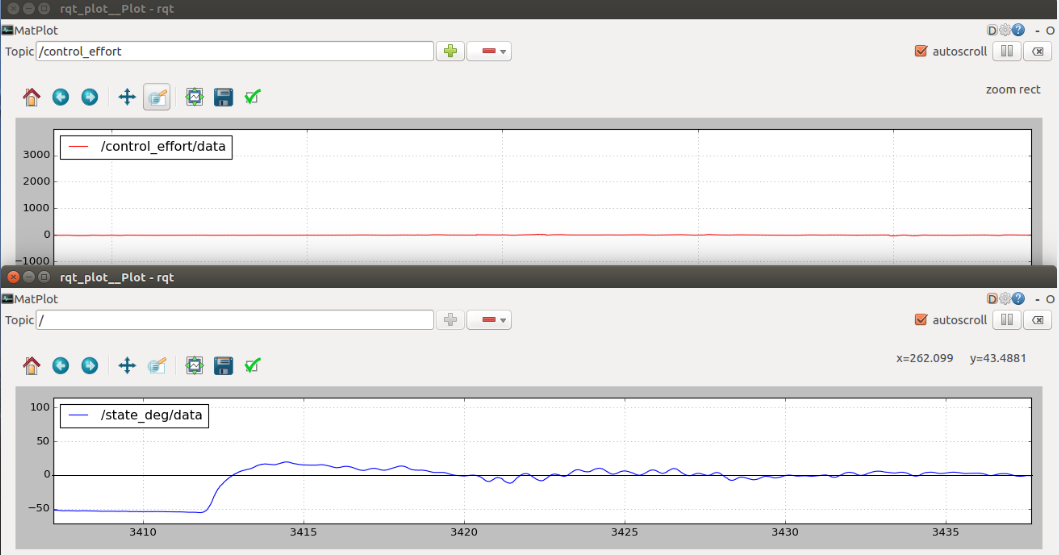 rqt_plot__Plot - rqt
MatPlot
D - O
Topic /control_effort
autoscroll
zoom rect
/control_effort/data
3000
2000
1000
0
−1000
rqt_plot__Plot - rqt
MatPlot
D - O
Topic /
autoscroll
x=262.099 y=43.4881
/state_deg/data
100
50
0
−50
3410 3415 3420 3425 3430 3435